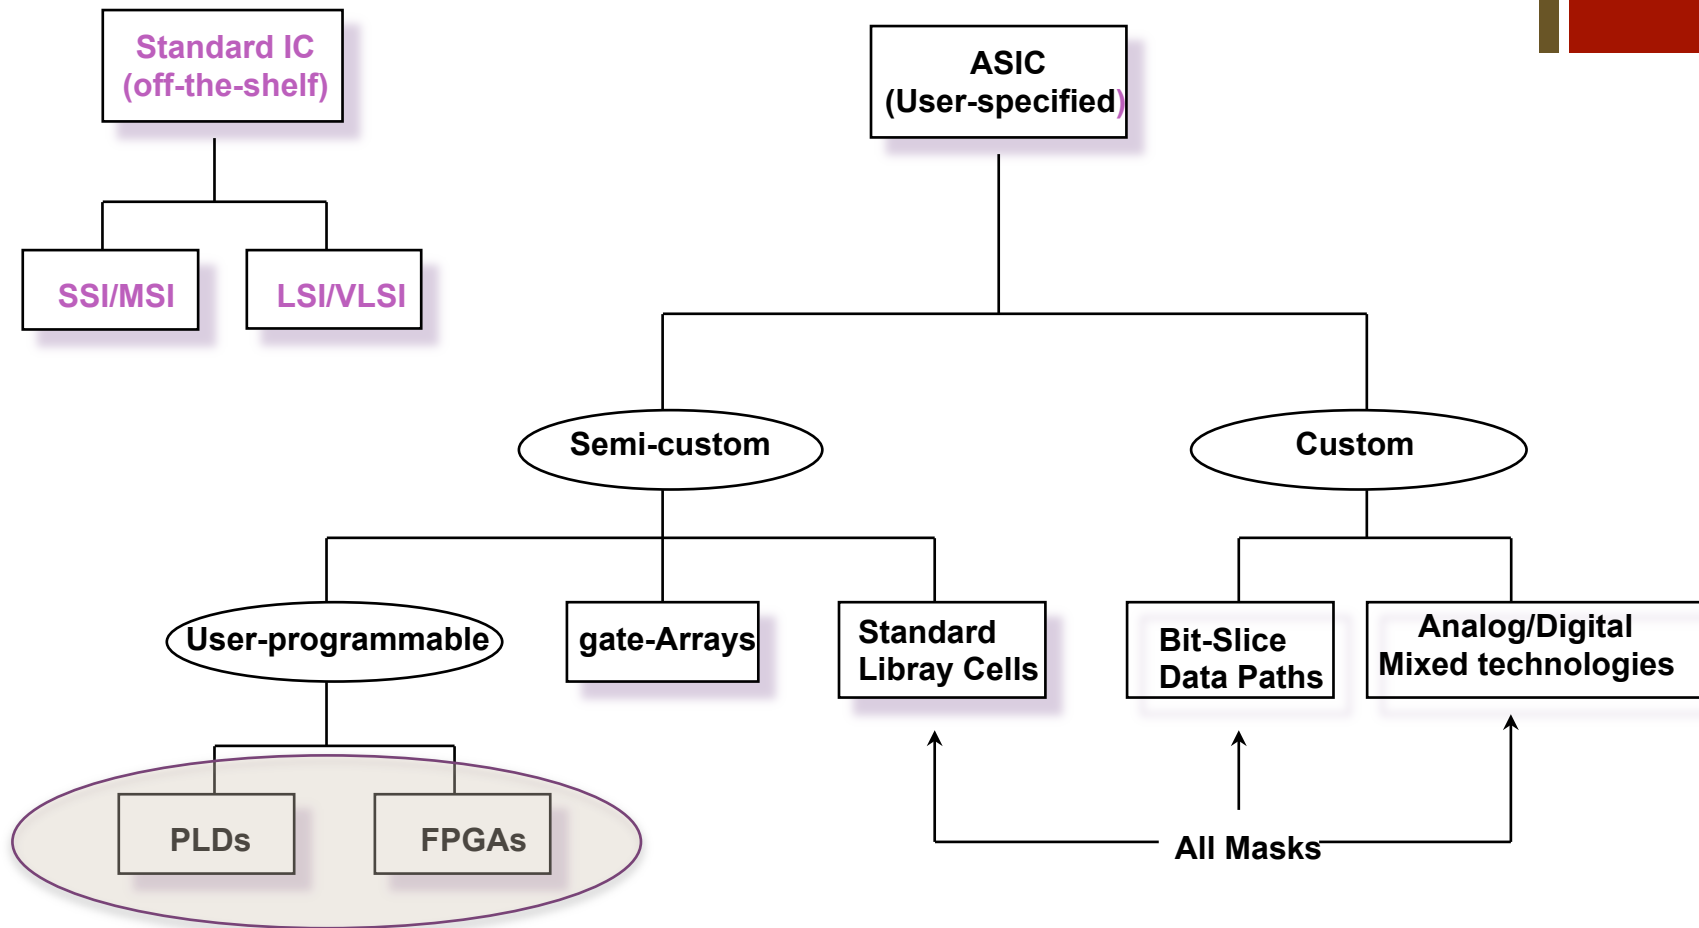 Standard IC
(off-the-shelf)
ASIC
(User-specified)
SSI/MSI
LSI/VLSI
Semi-custom
Custom
User-programmable
gate-Arrays
Standard
Libray Cells
Bit-Slice
Data Paths
Analog/Digital
Mixed technologies
PLDs
FPGAs
All Masks